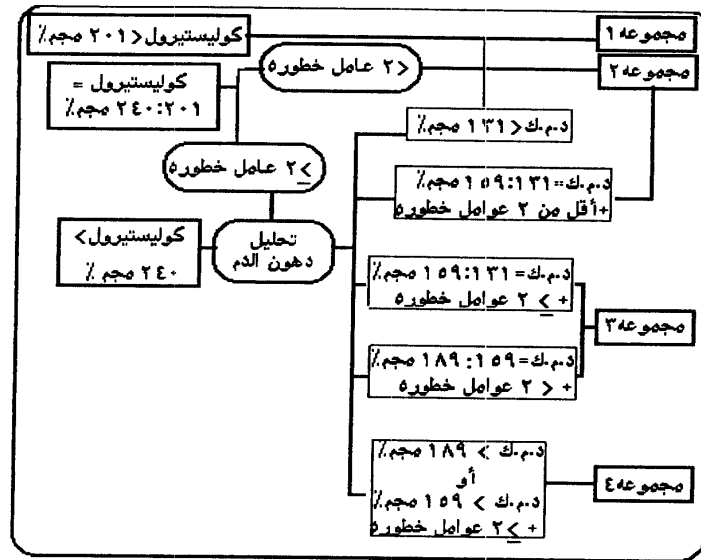 مجموعه ١
كوليستيرول < ٢٠١ مجم٪
مجموعه ٢
< ٢ عامل خطوره
كوليستيرول =
٢٤٠:٢٠١ مجم٪
د.م.ك < ١٣١ مجم٪
≥ ٢ عامل خطوره
د.م.ك=١٥٩:١٣١ مجم٪
+أقل من ٢ عوامل خطوره
تحليل
دهون الدم
كوليستيرول>
٢٤٠ مجم ٪
د.م.ك=١٥٩:١٣١ مجم٪
+ ≥ ٢ عوامل خطوره
مجموعه ٣
د.م.ك=١٨٩:١٥٩ مجم٪
+ < ٢ عوامل خطوره
د.م.ك > ١٨٩ مجم٪
أو
د.م.ك > ١٥٩ مجم٪
+ ≥ ٢ عوامل خطوره
مجموعه ٤